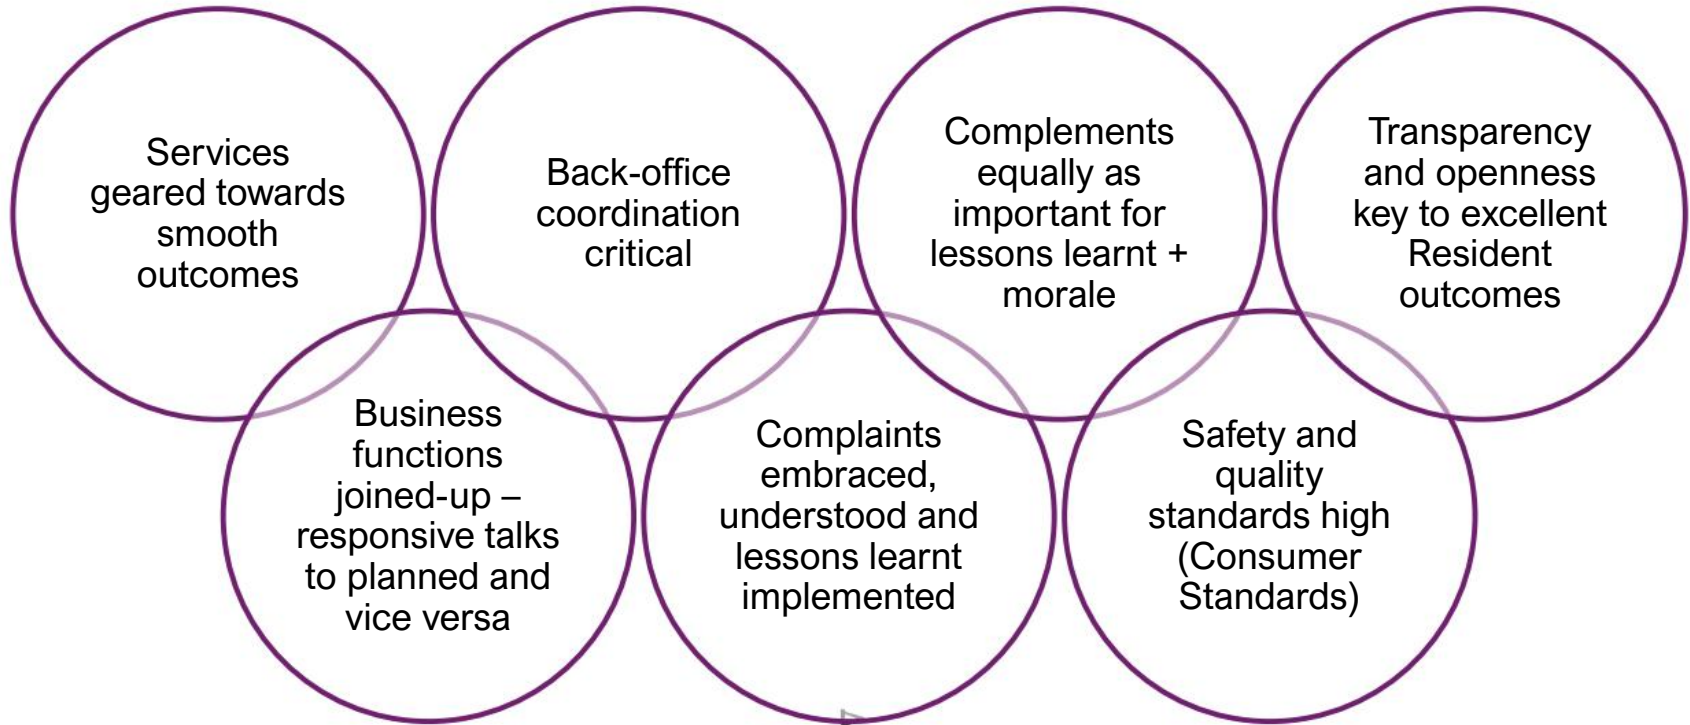 Services
geared towards
smooth
outcomes
Business
functions
joined-up –
responsive talks
to planned and
vice versa
Back-office
coordination
critical
Complaints
embraced,
understood and
lessons learnt
implemented
Complements
equally as
important for
lessons learnt +
morale
Safety and
quality
standards high
(Consumer
Standards)
Transparency
and openness
key to excellent
Resident
outcomes